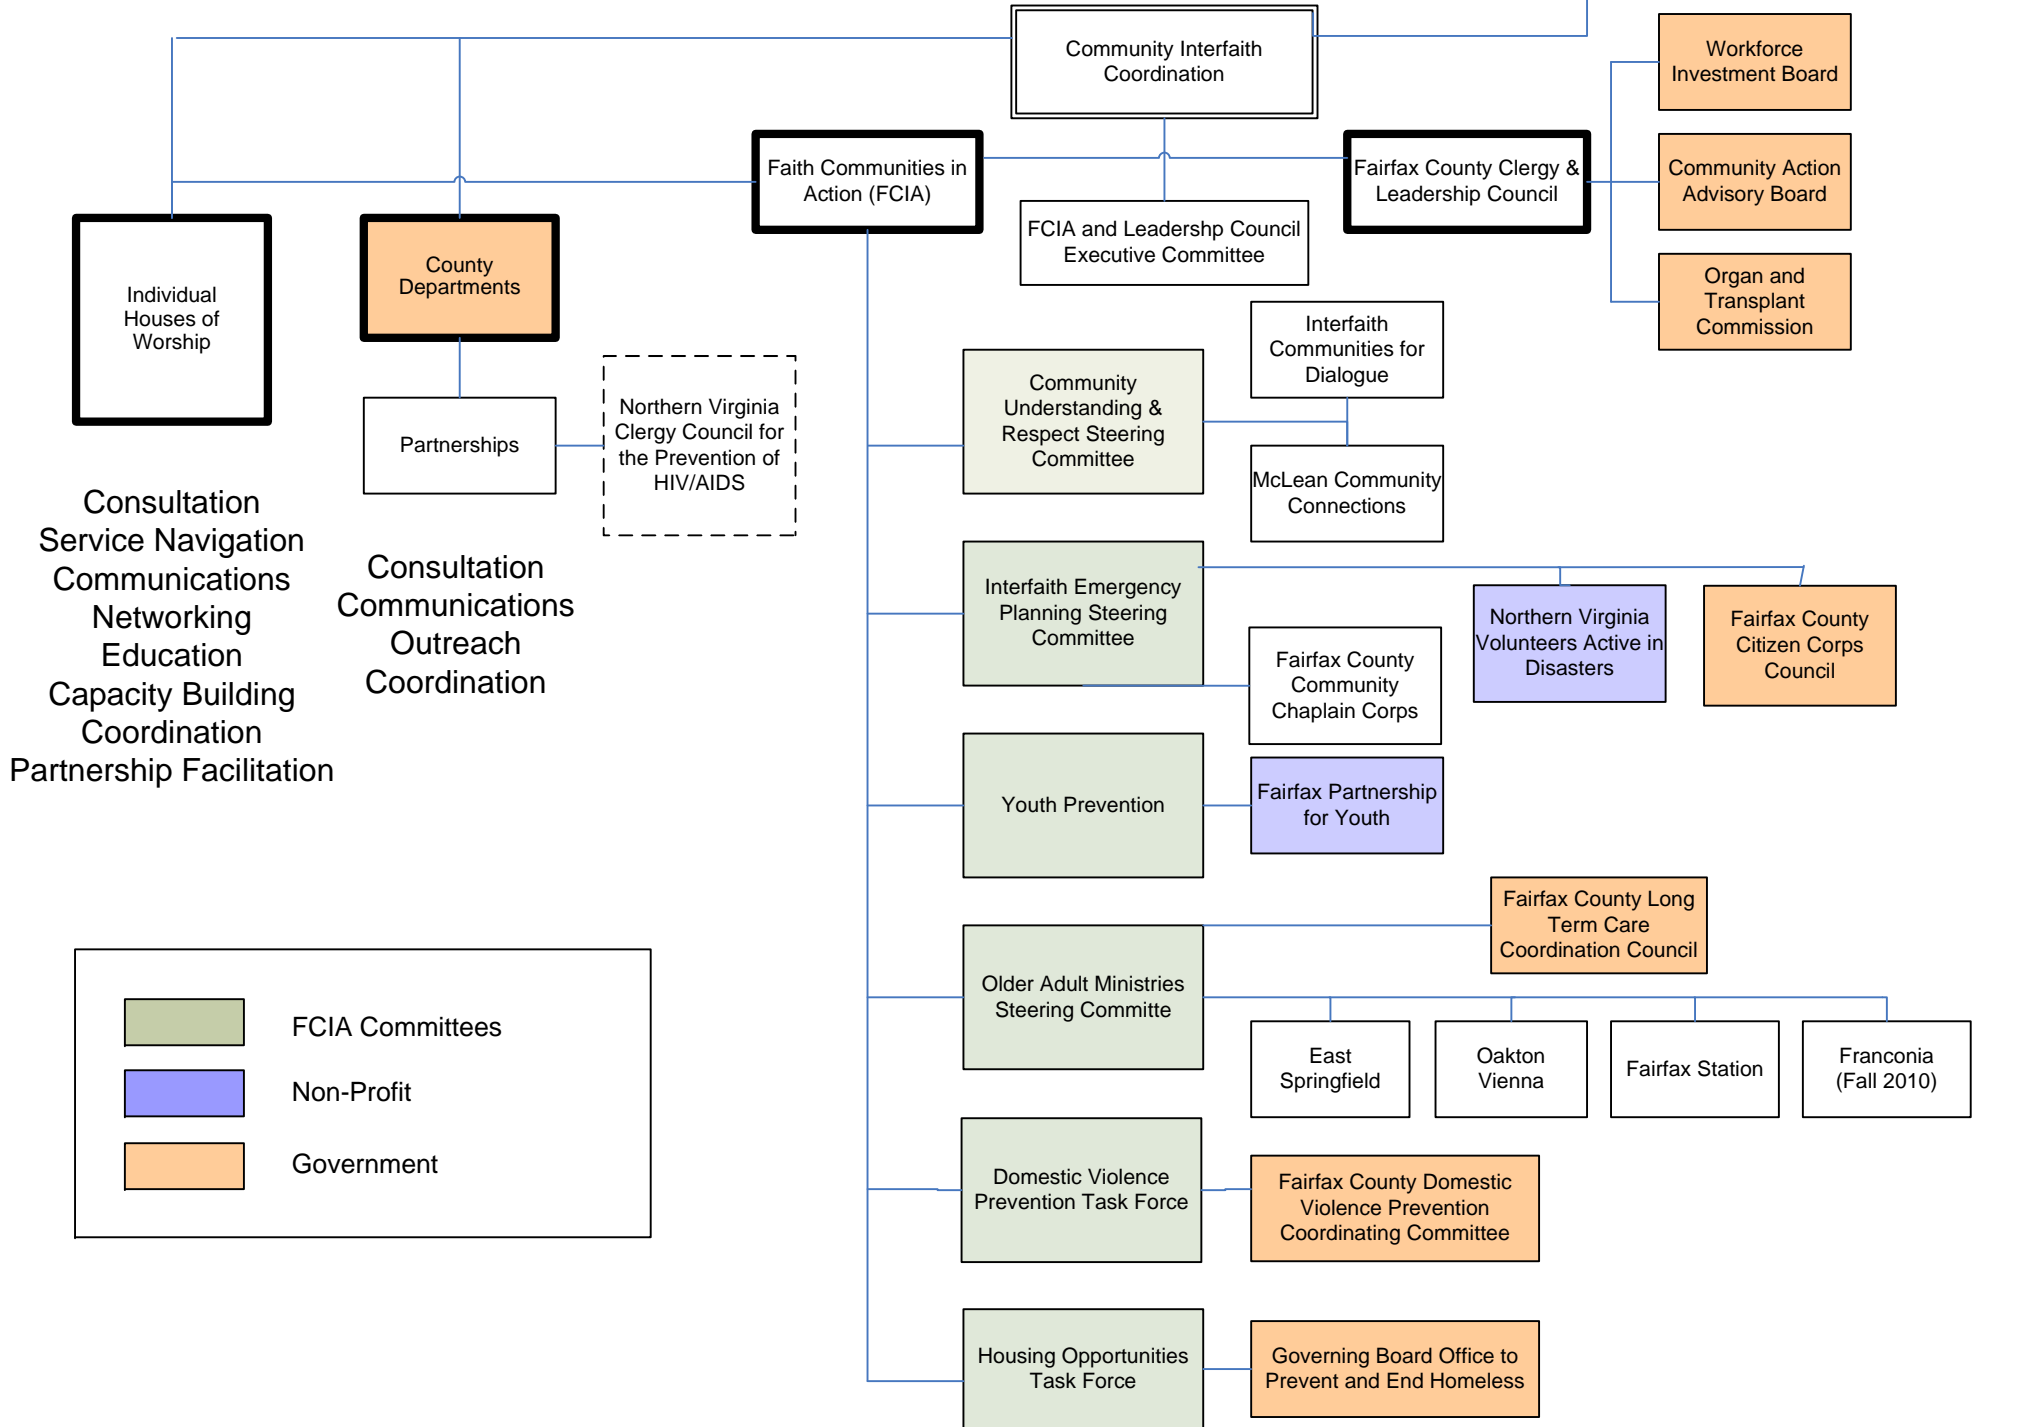 Community Interfaith
Coordination
Workforce
Investment Board
Faith Communities in
Action (FCIA)
Fairfax County Clergy &
Leadership Council
Community Action
Advisory Board
FCIA and Leadershp Council
Executive Committee
Organ and
Transplant
Commission
Individual
Houses of
Worship
County
Departments
Partnerships
Northern Virginia
Clergy Council for
the Prevention of
HIV/AIDS
Consultation
Service Navigation
Communications
Networking
Education
Capacity Building
Coordination
Partnership Facilitation
Consultation
Communications
Outreach
Coordination
Community
Understanding &
Respect Steering
Committee
Interfaith
Communities for
Dialogue
McLean Community
Connections
Interfaith Emergency
Planning Steering
Committee
Fairfax County
Community
Chaplain Corps
Northern Virginia
Volunteers Active in
Disasters
Fairfax County
Citizen Corps
Council
Youth Prevention
Fairfax Partnership
for Youth
Older Adult Ministries
Steering Committe
Fairfax County Long
Term Care
Coordination Council
East
Springfield
Oakton
Vienna
Fairfax Station
Franconia
(Fall 2010)
Domestic Violence
Prevention Task Force
Fairfax County Domestic
Violence Prevention
Coordinating Committee
Housing Opportunities
Task Force
Governing Board Office to
Prevent and End Homeless
FCIA Committees
Non-Profit
Government